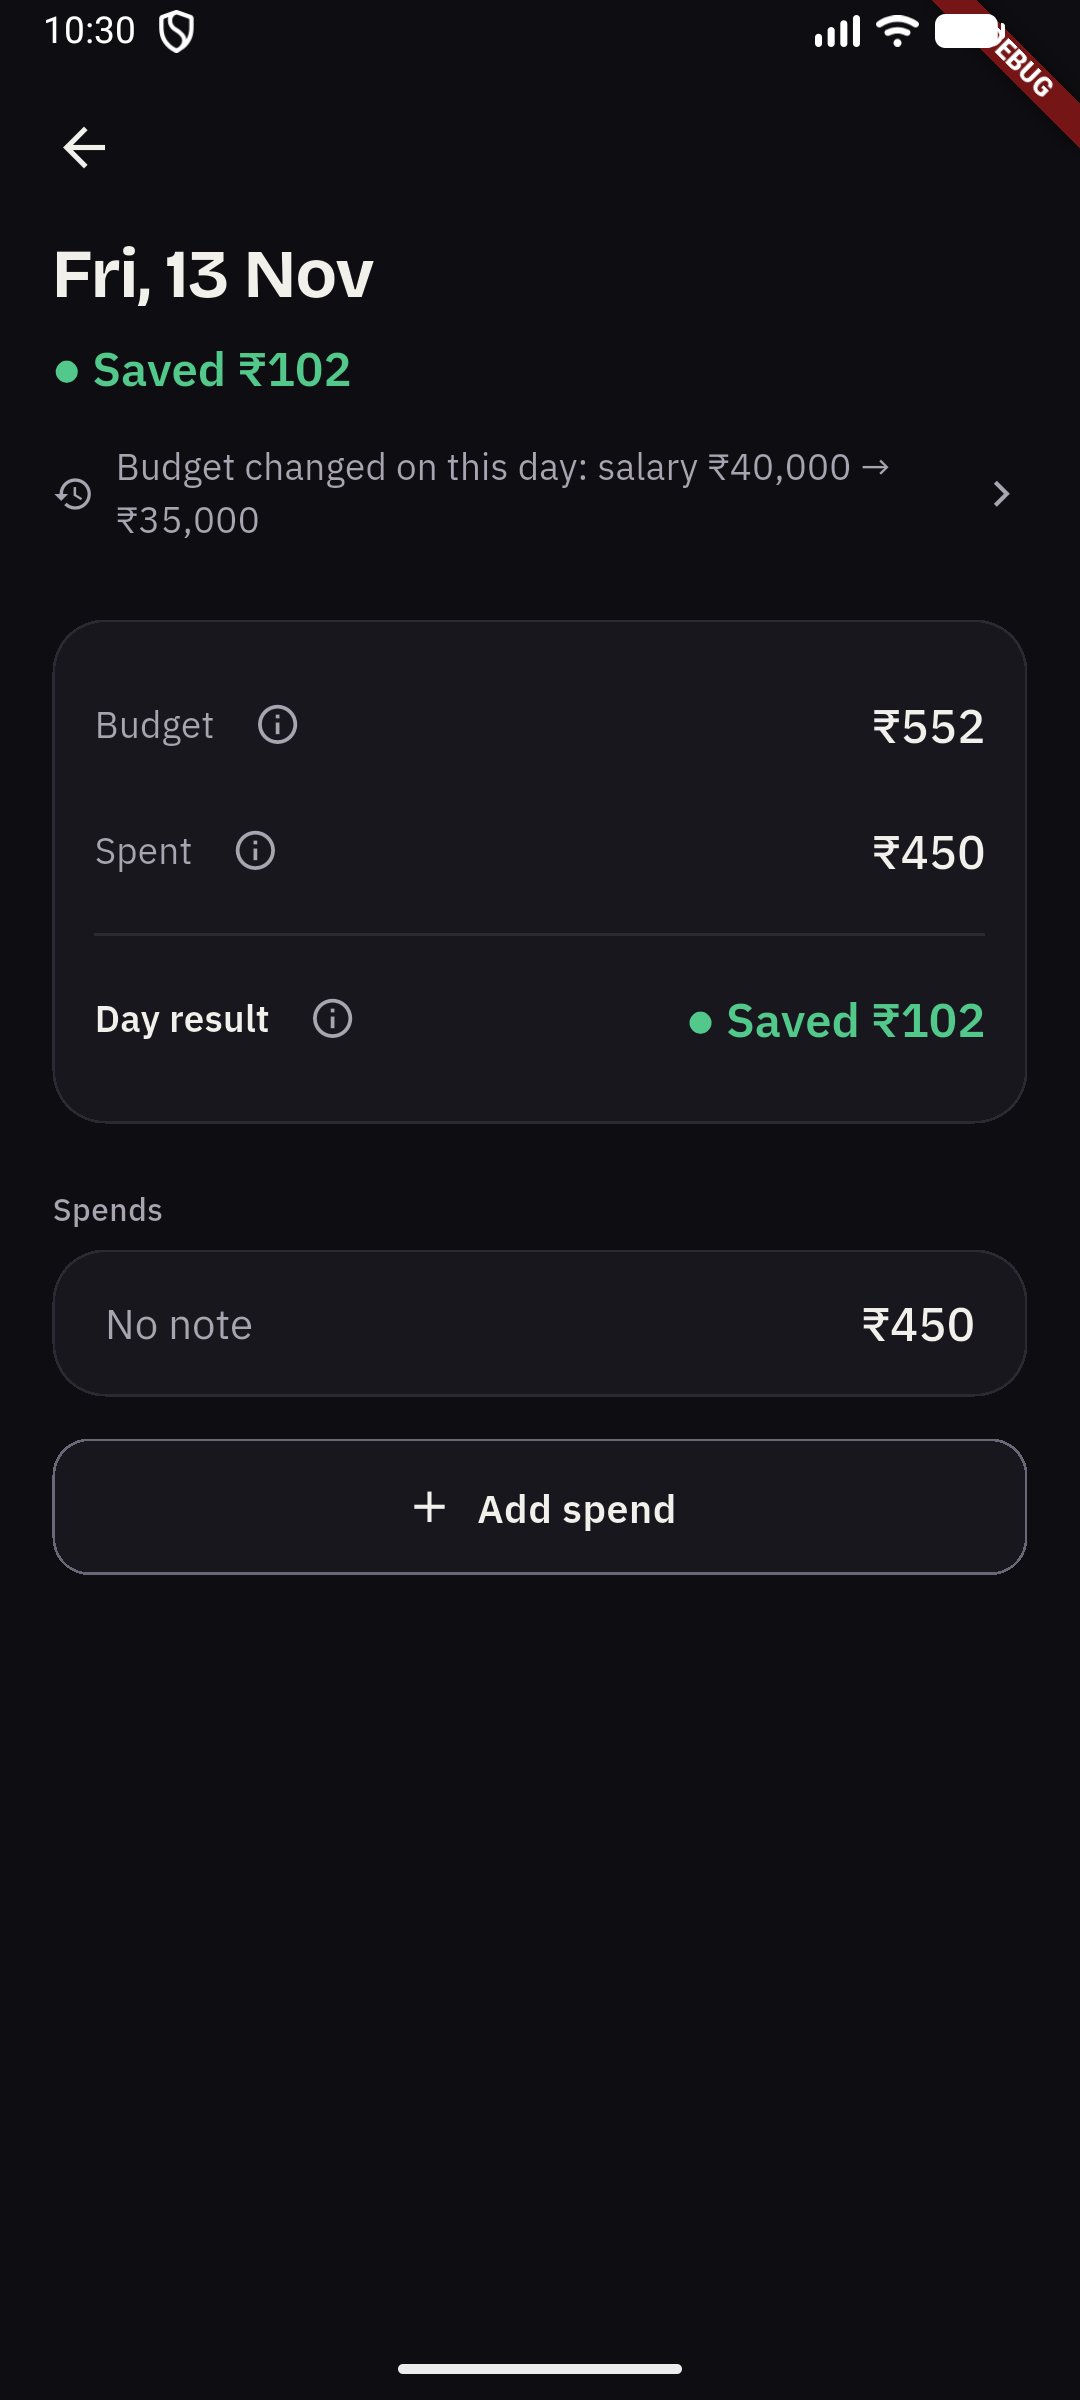 10:30
DEBUG
Fri, 13 Nov
Saved ₹102
Budget changed on this day: salary ₹40,000 →
₹35,000
Budget ₹552
Spent ₹450
Day result Saved ₹102
Spends
No note ₹450
+ Add spend